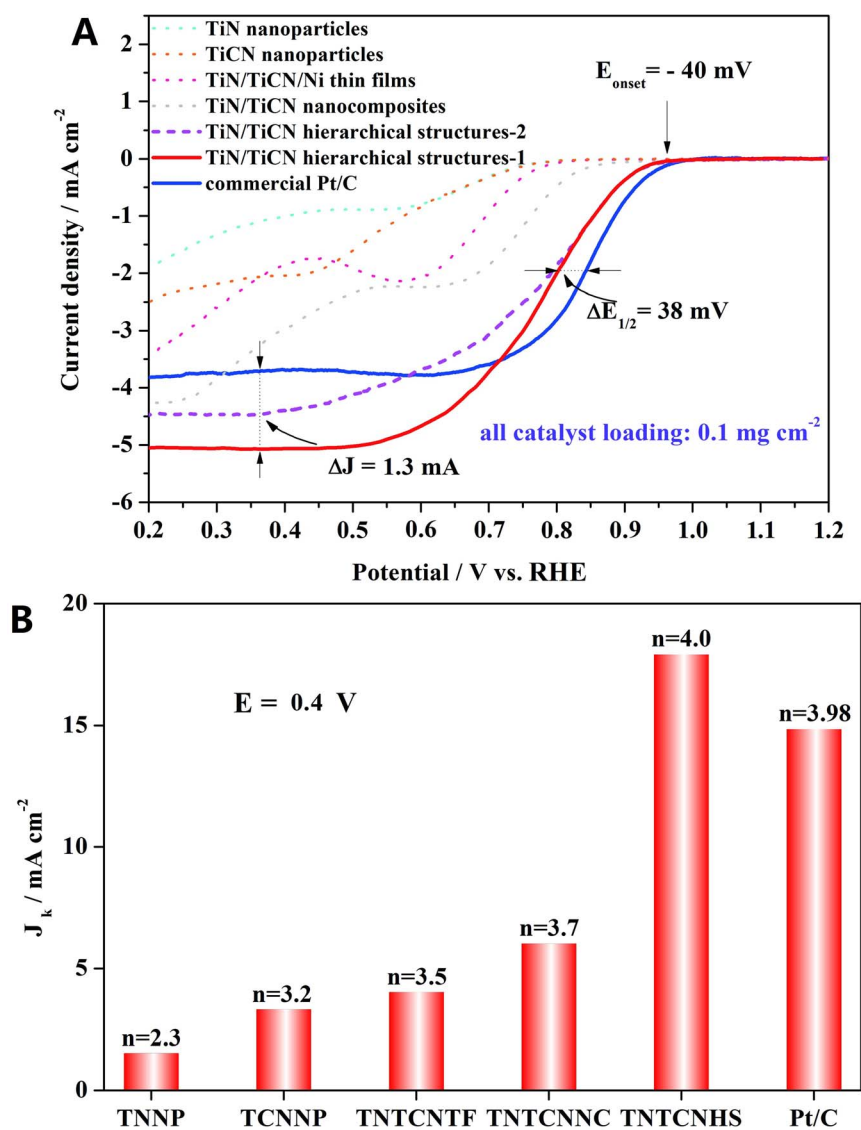 A
TiN nanoparticles
TiCN nanoparticles
TiN/TiCN/Ni thin films
TiN/TiCN nanocomposites
TiN/TiCN hierarchical structures-2
TiN/TiCN hierarchical structures-1
commercial Pt/C
E_onset = - 40 mV
ΔE_1/2 = 38 mV
all catalyst loading: 0.1 mg cm⁻²
ΔJ = 1.3 mA
Current density / mA cm⁻²
2
1
0
-1
-2
-3
-4
-5
-6
0.2 0.3 0.4 0.5 0.6 0.7 0.8 0.9 1.0 1.1 1.2
Potential / V vs. RHE
B
J_k / mA cm⁻²
20
15
10
5
0
E = 0.4 V
n=2.3
n=3.2
n=3.5
n=3.7
n=4.0
n=3.98
TNNP TCNNP TNTCNTF TNTCNNC TNTCNHS Pt/C